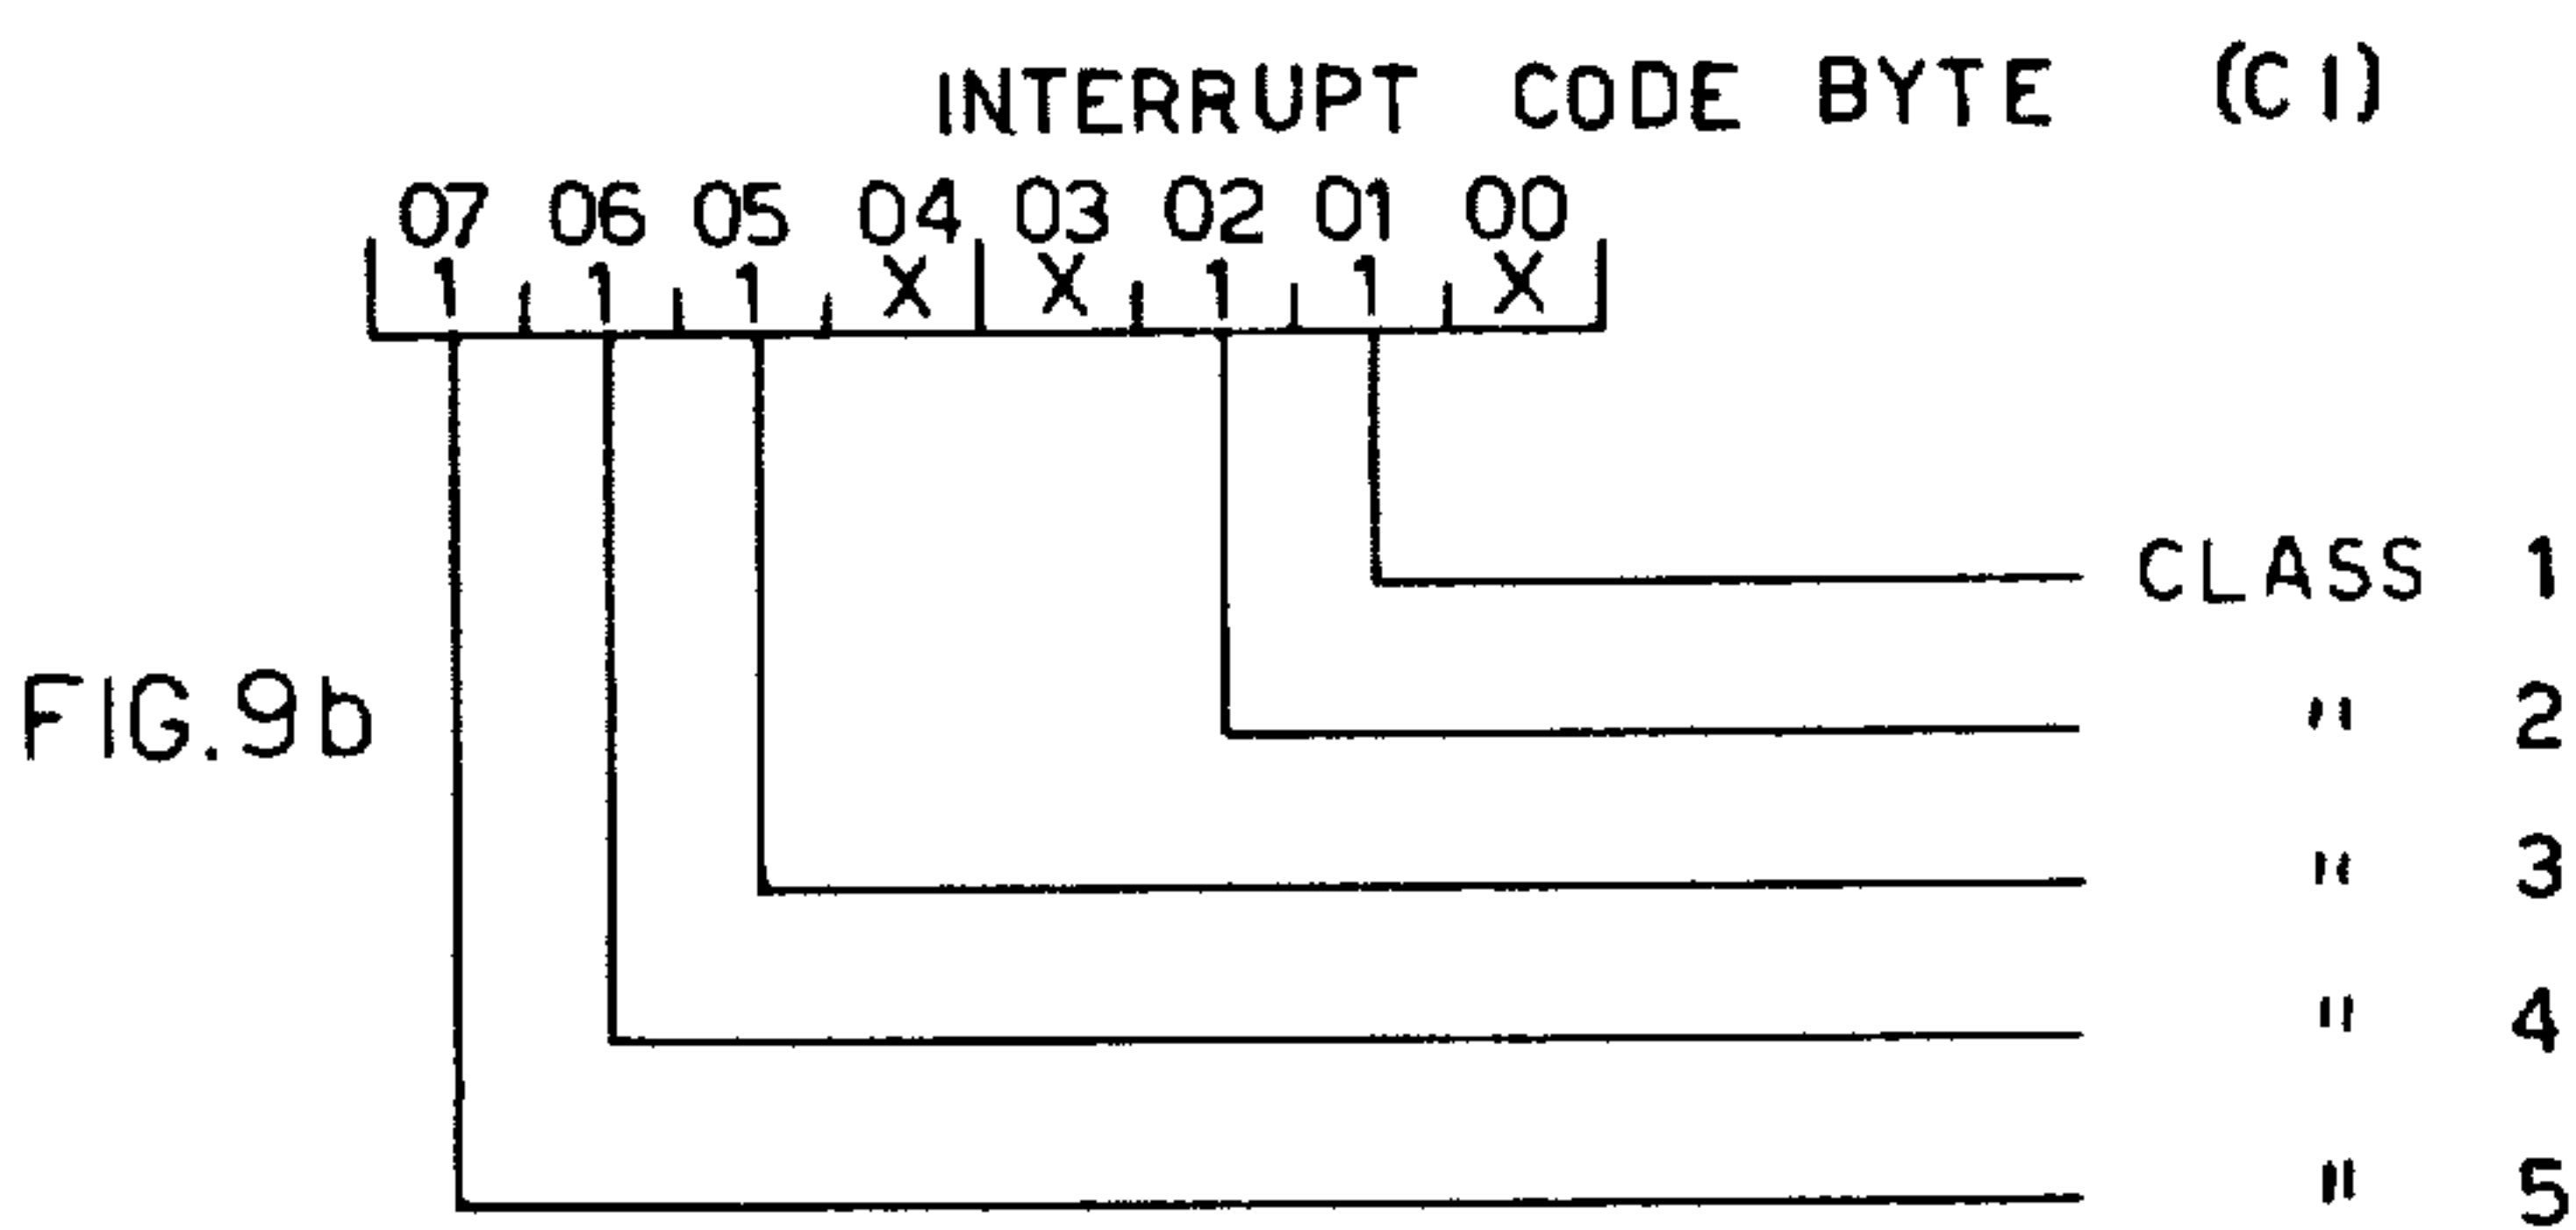 INTERRUPT CODE BYTE (CI)
07 06 05 04 03 02 01 00
1 1 1 X X 1 1 X
CLASS 1
" 2
FIG.9b
" 3
" 4
" 5